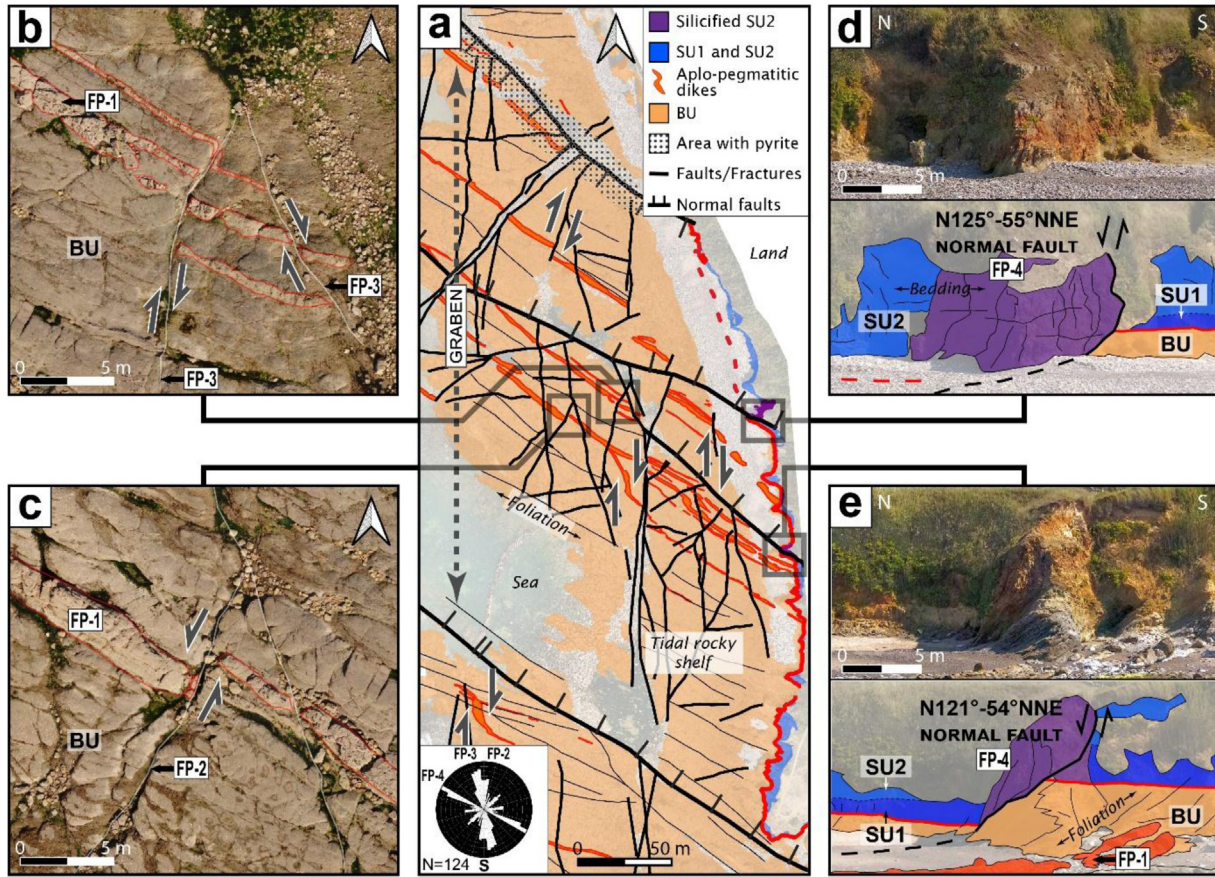 b
FP-1
BU
FP-3
0
5 m
FP-3
c
FP-1
BU
FP-2
0
5 m
a
Silicified SU2
SU1 and SU2
Aplo-pegmatitic
dikes
BU
Area with pyrite
Faults/Fractures
Normal faults
Land
GRABEN
Foliation
Sea
Tidal rocky
shelf
FP-3 FP-2
FP-4
N=124
S
0
50 m
d
N
S
0
5 m
N125°-55°NNE
NORMAL FAULT
FP-4
Bedding
SU2
SU1
BU
e
N
S
0
5 m
N121°-54°NNE
NORMAL FAULT
FP-4
SU2
SU1
Foliation
BU
FP-1